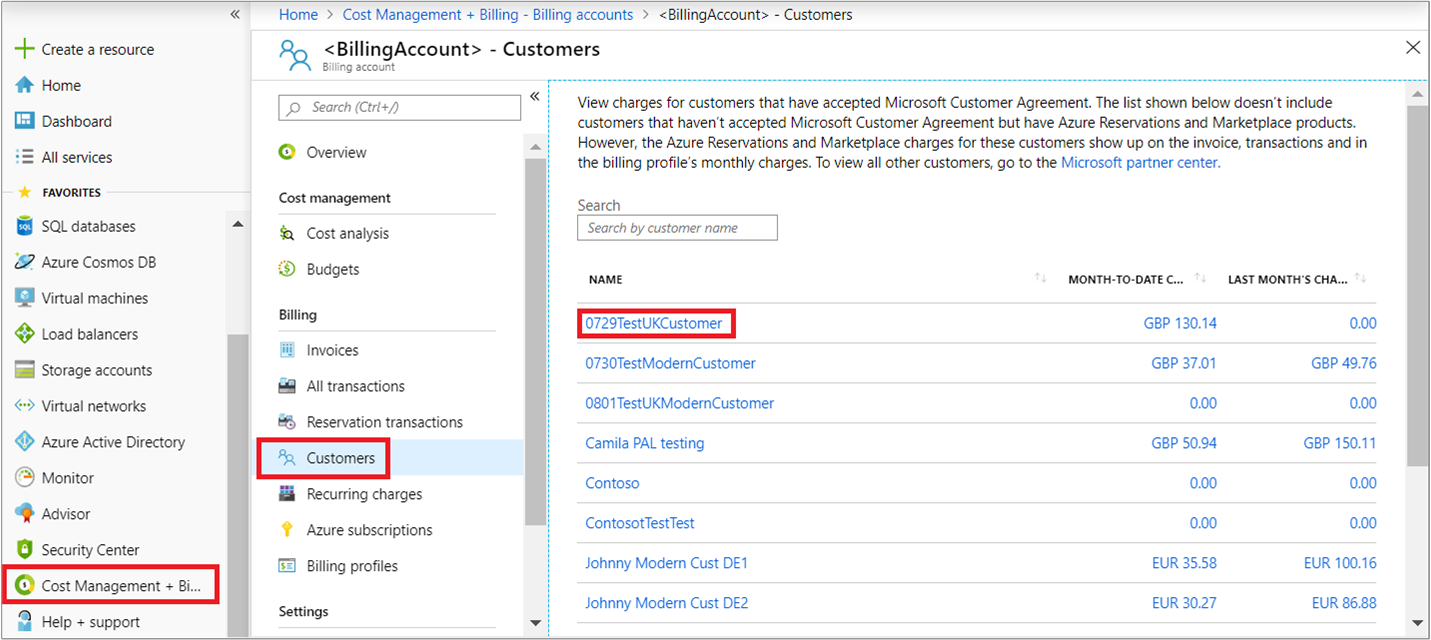 Home > Cost Management + Billing - Billing accounts > <BillingAccount> - Customers
Create a resource
Home
Dashboard
All services
FAVORITES
SQL databases
Azure Cosmos DB
Virtual machines
Load balancers
Storage accounts
Virtual networks
Azure Active Directory
Monitor
Advisor
Security Center
Cost Management + Bi...
Help + support
<BillingAccount> - Customers
Billing account
Search (Ctrl+/)
Overview
Cost management
Cost analysis
Budgets
Billing
Invoices
All transactions
Reservation transactions
Customers
Recurring charges
Azure subscriptions
Billing profiles
Settings
View charges for customers that have accepted Microsoft Customer Agreement. The list shown below doesn't include
customers that haven't accepted Microsoft Customer Agreement but have Azure Reservations and Marketplace products.
However, the Azure Reservations and Marketplace charges for these customers show up on the invoice, transactions and in
the billing profile's monthly charges. To view all other customers, go to the Microsoft partner center.
Search
Search by customer name
NAME MONTH-TO-DATE C... LAST MONTH'S CHA...
0729TestUKCustomer GBP 130.14 0.00
0730TestModernCustomer GBP 37.01 GBP 49.76
0801TestUKModernCustomer 0.00 0.00
Camila PAL testing GBP 50.94 GBP 150.11
Contoso 0.00 0.00
ContosotTestTest 0.00 0.00
Johnny Modern Cust DE1 EUR 35.58 EUR 100.16
Johnny Modern Cust DE2 EUR 30.27 EUR 86.88